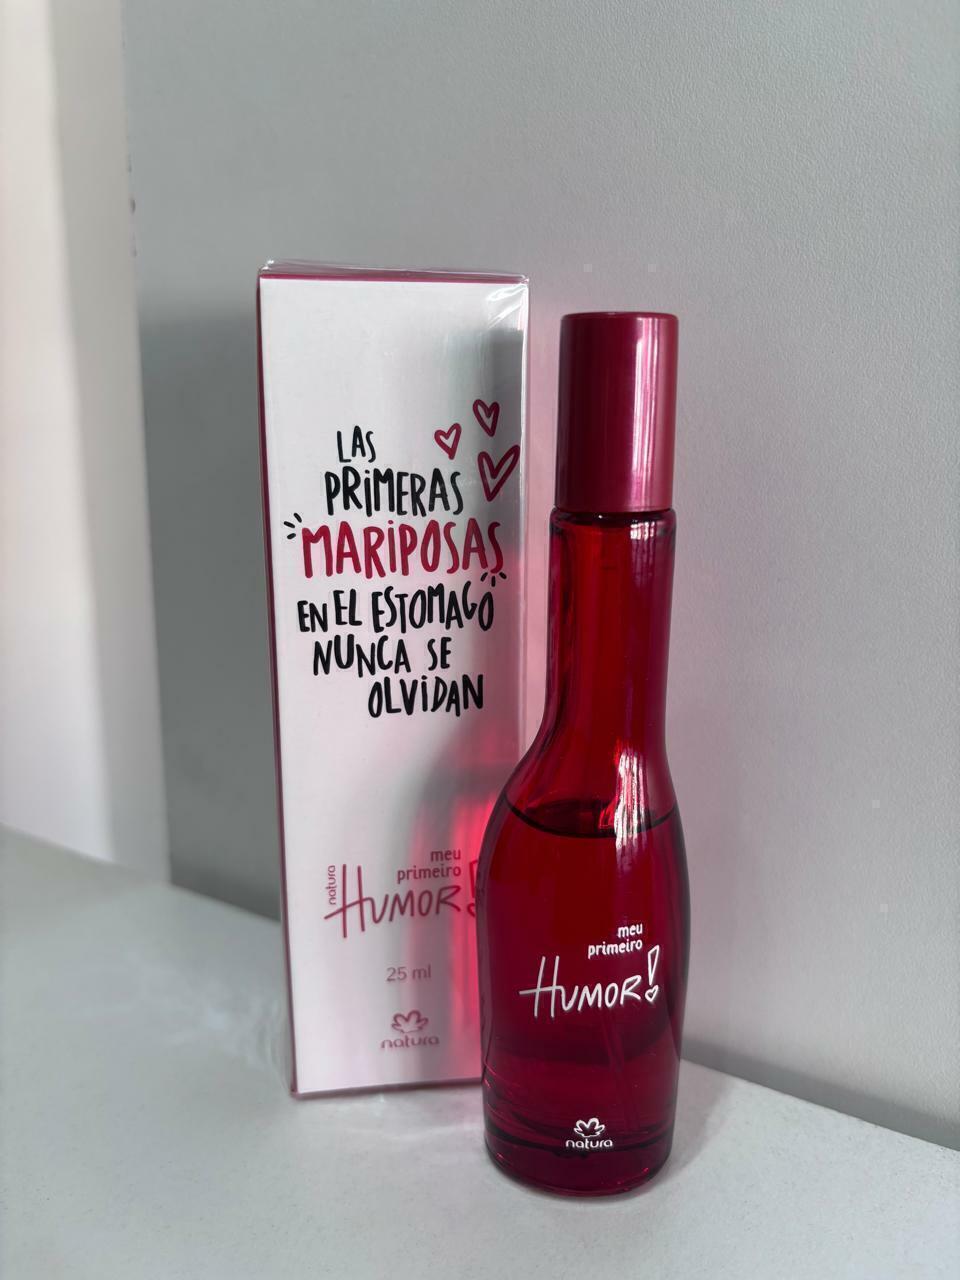 LAS
PRIMERAS
MARIPOSAS
EN EL ESTOMAGO
NUNCA SE
OLVIDAN
meu
primeiro
natura
HUMOR!
25 ml
natura
meu
primeiro
HUMOR!
natura